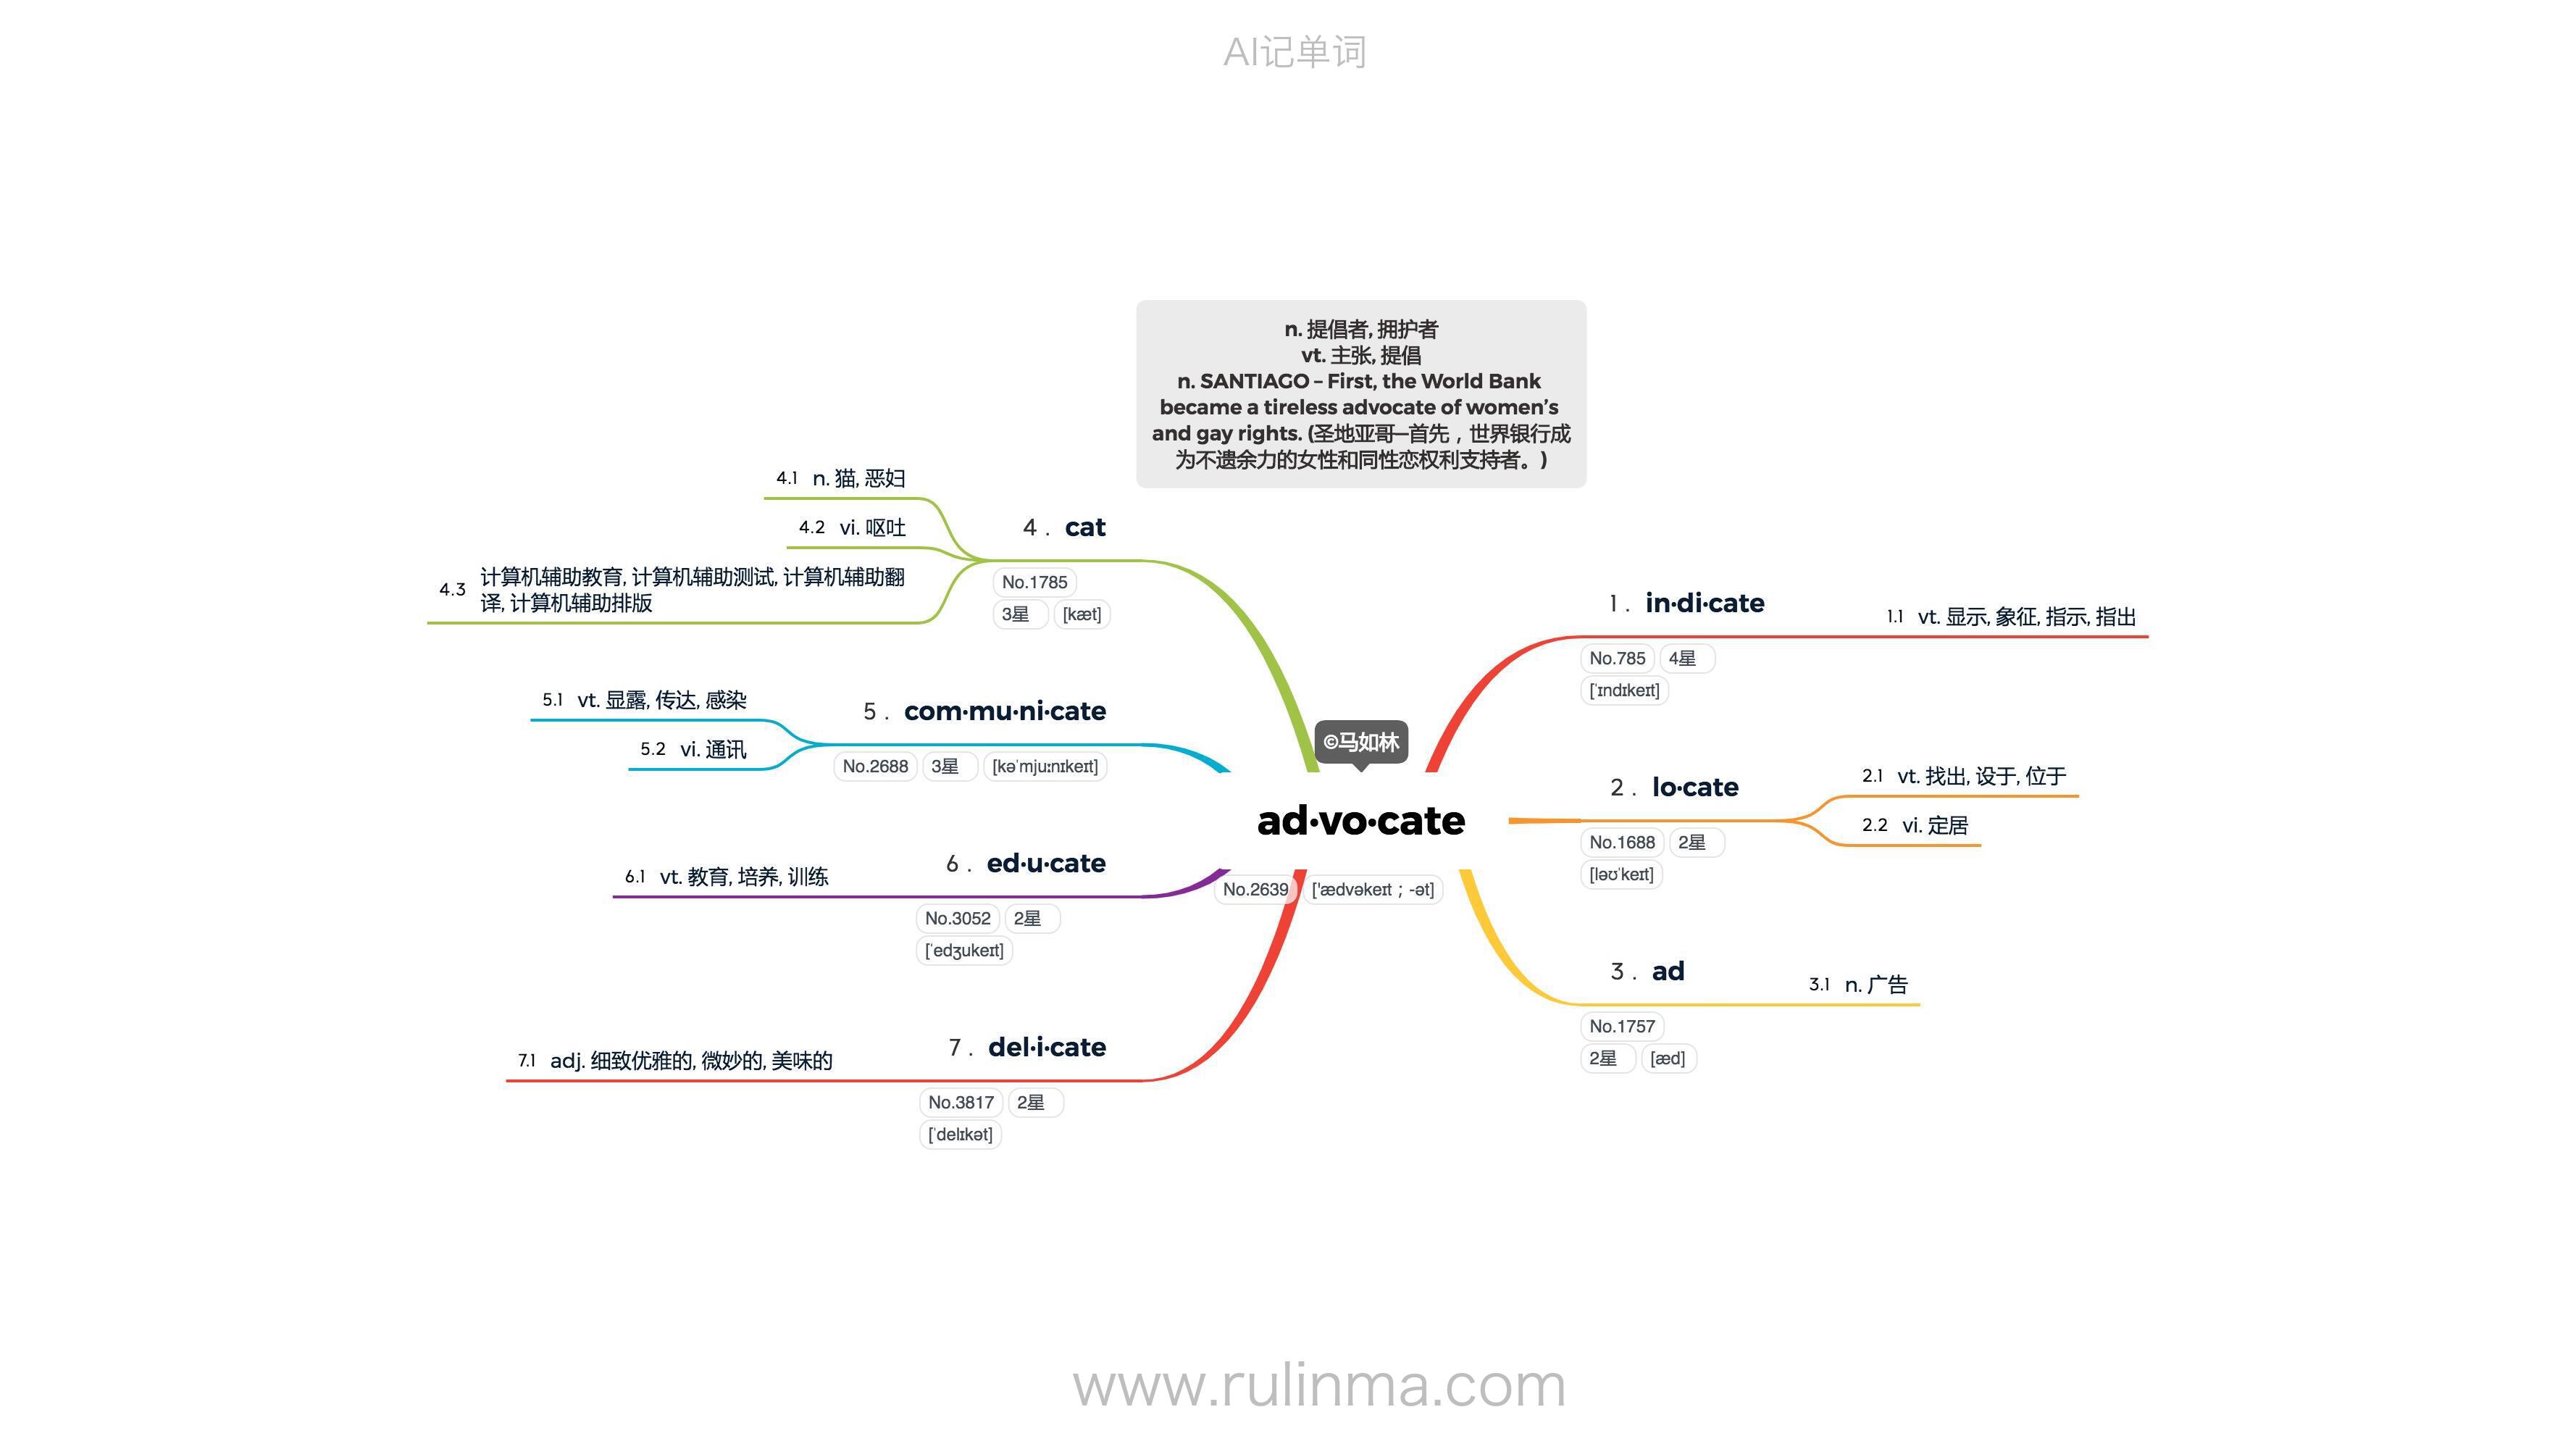 AI记单词
n. 提倡者, 拥护者
vt. 主张, 提倡
n. SANTIAGO – First, the World Bank
became a tireless advocate of women’s
and gay rights. (圣地亚哥—首先，世界银行成
为不遗余力的女性和同性恋权利支持者。)
©马如林
ad·vo·cate
No.2639 ['ædvəkeɪt；-ət]
1. in·di·cate
No.785 4星
['ɪndɪkeɪt]
1.1 vt. 显示, 象征, 指示, 指出
2. lo·cate
No.1688 2星
[ləʊ'keɪt]
2.1 vt. 找出, 设于, 位于
2.2 vi. 定居
3. ad
No.1757
2星 [æd]
3.1 n. 广告
4. cat
No.1785
3星 [kæt]
4.1 n. 猫, 恶妇
4.2 vi. 呕吐
4.3 计算机辅助教育, 计算机辅助测试, 计算机辅助翻
译, 计算机辅助排版
5. com·mu·ni·cate
No.2688 3星 [kə'mjuːnɪkeɪt]
5.1 vt. 显露, 传达, 感染
5.2 vi. 通讯
6. ed·u·cate
No.3052 2星
['edʒukeɪt]
6.1 vt. 教育, 培养, 训练
7. del·i·cate
No.3817 2星
['delɪkət]
7.1 adj. 细致优雅的, 微妙的, 美味的
www.rulinma.com